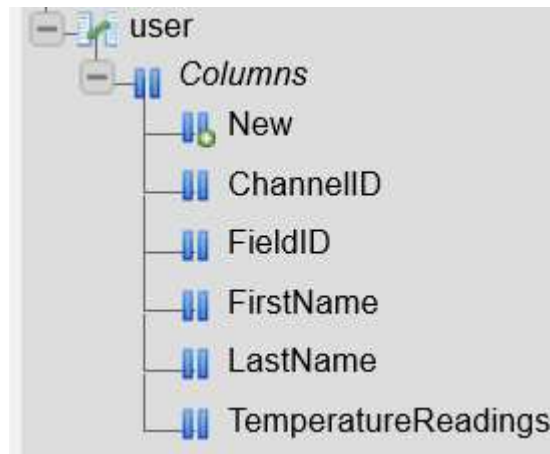 user
Columns
New
ChannelID
FieldID
FirstName
LastName
TemperatureReadings